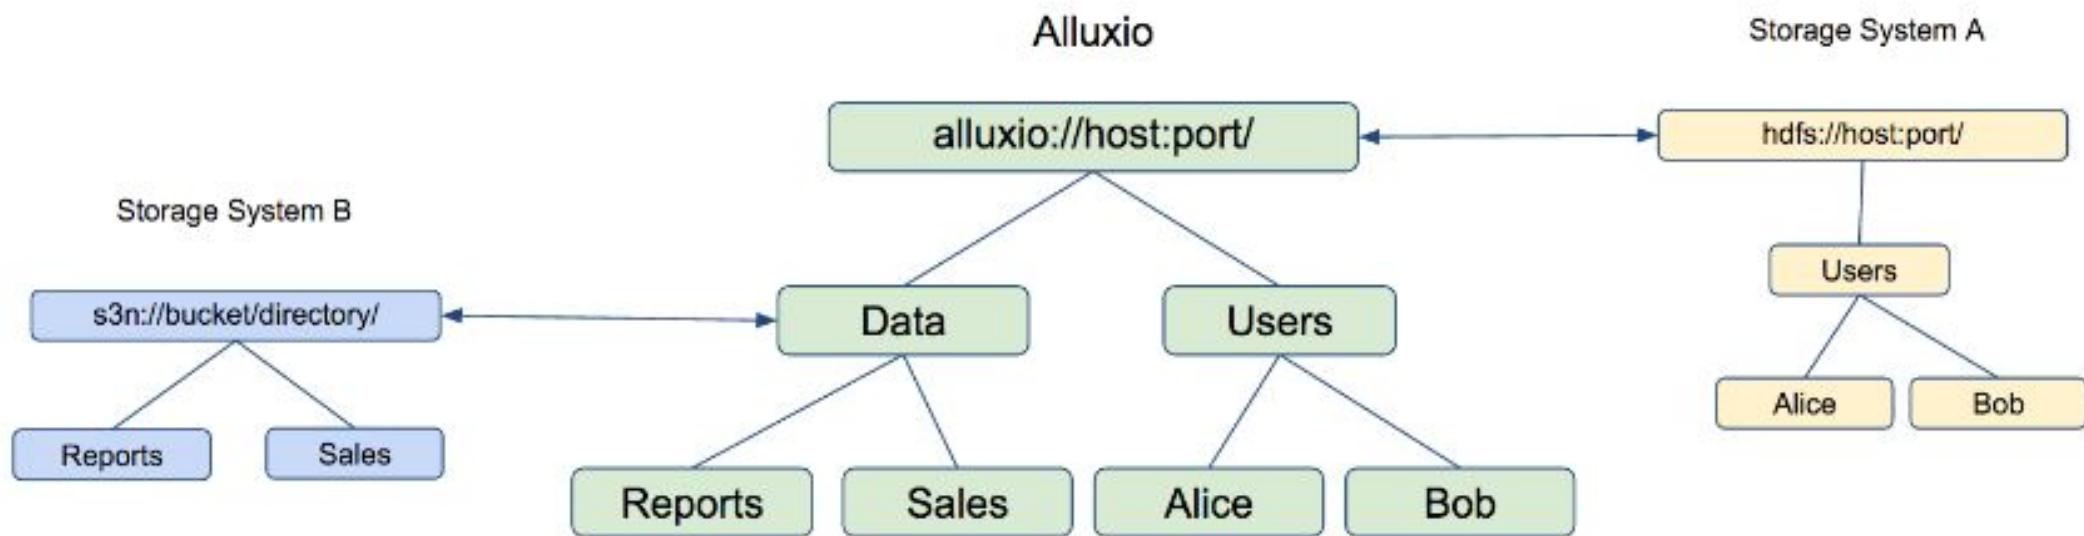 Alluxio
Storage System A
alluxio://host:port/
hdfs://host:port/
Storage System B
Users
s3n://bucket/directory/
Data
Users
Alice
Bob
Reports
Sales
Reports
Sales
Alice
Bob